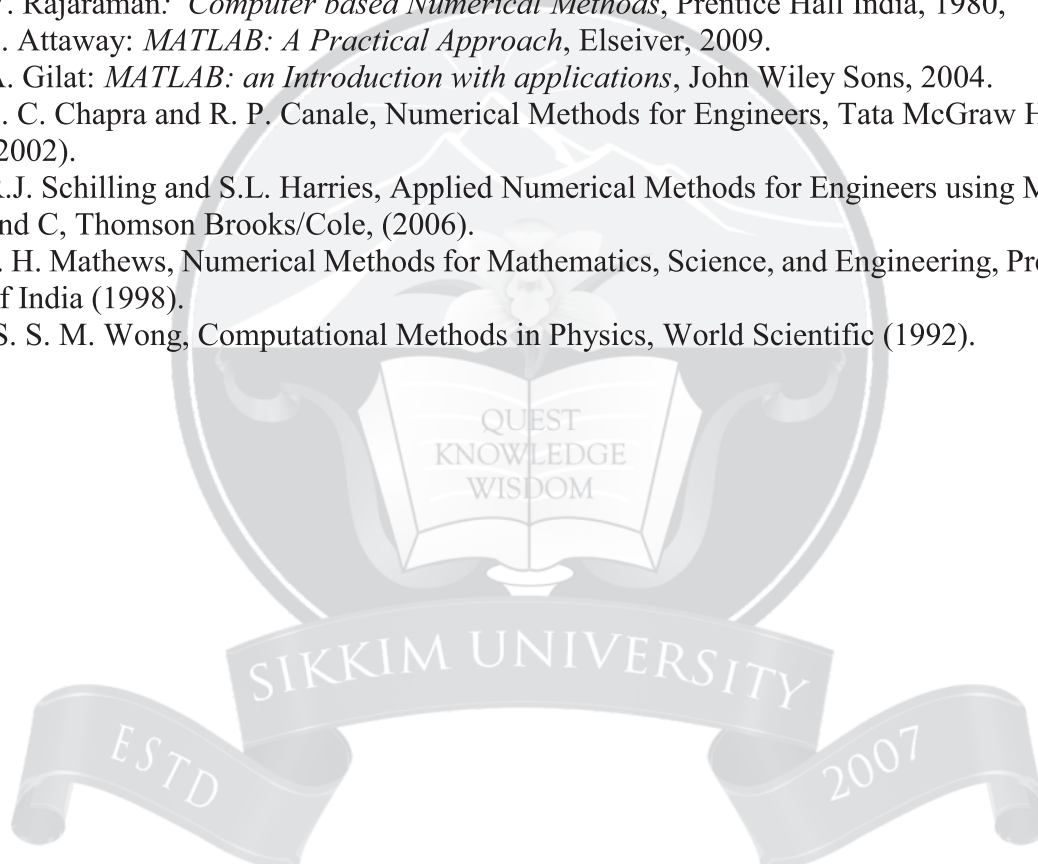 . Rajaraman: Computer based Numerical Methods, Prentice Hall India, 1980,
. Attaway: MATLAB: A Practical Approach, Elseiver, 2009.
. Gilat: MATLAB: an Introduction with applications, John Wiley Sons, 2004.
. C. Chapra and R. P. Canale, Numerical Methods for Engineers, Tata McGraw H
2002).
.J. Schilling and S.L. Harries, Applied Numerical Methods for Engineers using M
nd C, Thomson Brooks/Cole, (2006).
. H. Mathews, Numerical Methods for Mathematics, Science, and Engineering, Pre
f India (1998).
S. S. M. Wong, Computational Methods in Physics, World Scientific (1992).
QUEST
KNOWLEDGE
WISDOM
SIKKIM UNIVERSITY
ESTD 2007